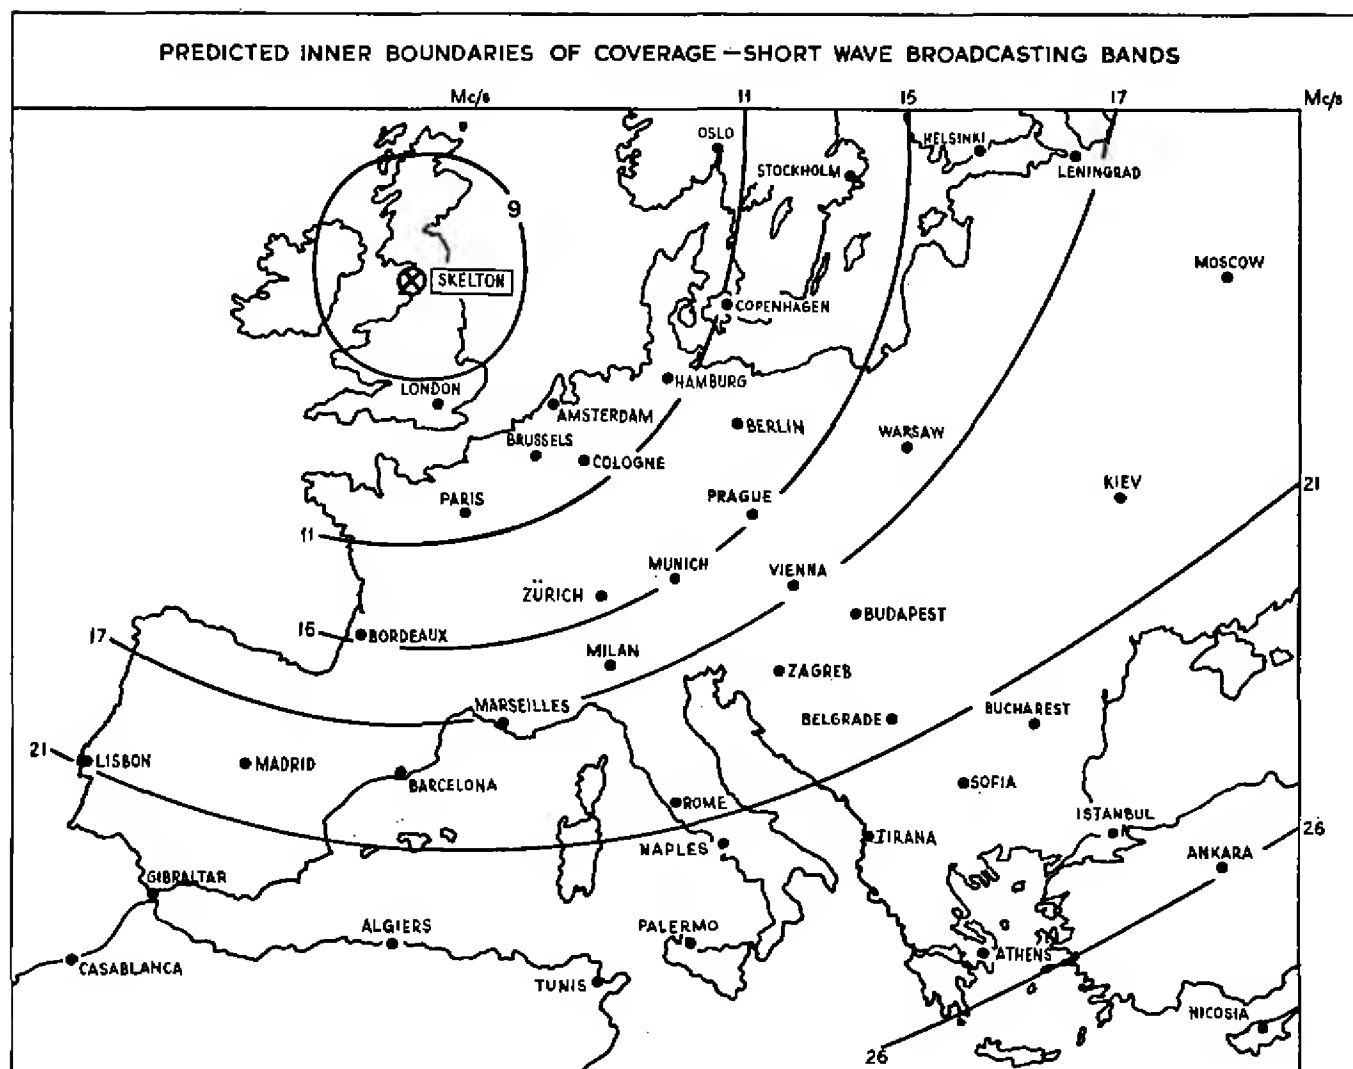 PREDICTED INNER BOUNDARIES OF COVERAGE—SHORT WAVE BROADCASTING BANDS
Mc/s 11 15 17 Mc/s
OSLO
HELSINKI
STOCKHOLM
LENINGRAD
9
MOSCOW
SKELTON
COPENHAGEN
HAMBURG
LONDON
AMSTERDAM
BERLIN
WARSAW
BRUSSELS
COLOGNE
KIEV
21
PARIS
PRAGUE
11
MUNICH
VIENNA
ZÜRICH
BUDAPEST
16
BORDEAUX
17
MILAN
ZAGREB
MARSEILLES
BUCHAREST
BELGRADE
21
LISBON
MADRID
BARCELONA
SOFIA
ROME
ISTANBUL
26
TIRANA
NAPLES
ANKARA
GIBRALTAR
ALGIERS
PALERMO
ATHENS
CASABLANCA
TUNIS
NICOSIA
26